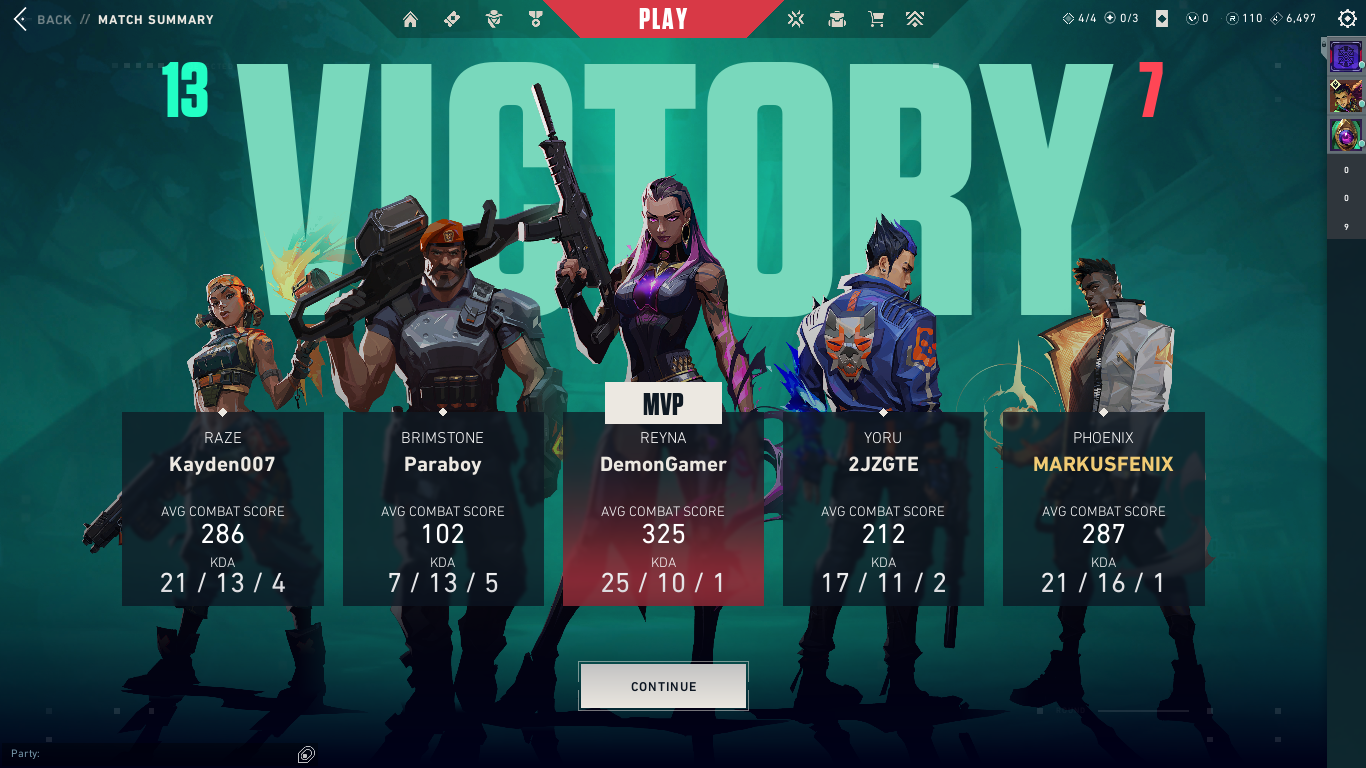 BACK // MATCH SUMMARY
PLAY
4/4 0/3 0 110 6,497
13
VICTORY
7
0
0
9
MVP
RAZE
Kayden007
AVG COMBAT SCORE
286
KDA
21 / 13 / 4
BRIMSTONE
Paraboy
AVG COMBAT SCORE
102
KDA
7 / 13 / 5
REYNA
DemonGamer
AVG COMBAT SCORE
325
KDA
25 / 10 / 1
YORU
2JZGTE
AVG COMBAT SCORE
212
KDA
17 / 11 / 2
PHOENIX
MARKUSFENIX
AVG COMBAT SCORE
287
KDA
21 / 16 / 1
CONTINUE
Party: